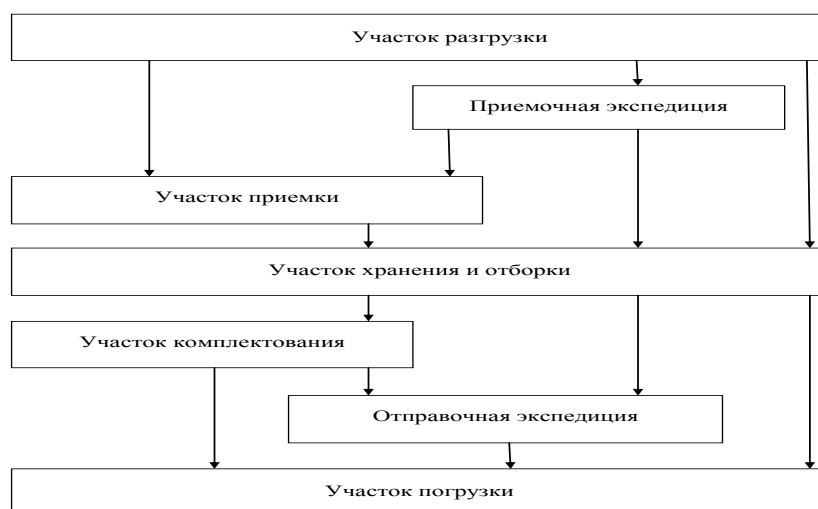 Участок разгрузки
Приемочная экспедиция
Участок приемки
Участок хранения и отборки
Участок комплектования
Отправочная экспедиция
Участок погрузки